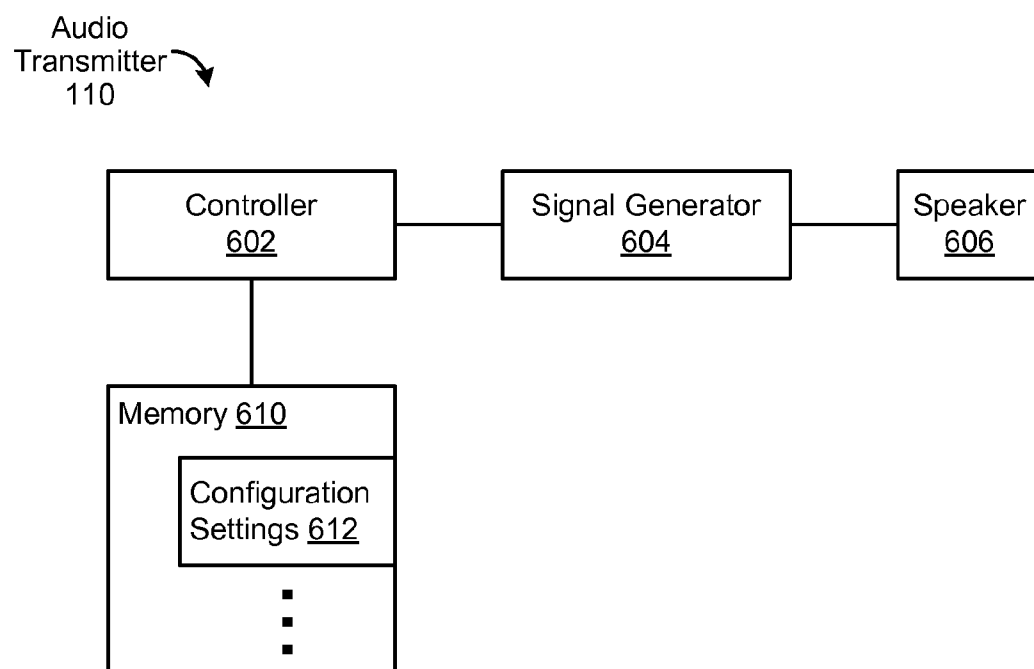 Audio
Transmitter
110
Controller
602
Signal Generator
604
Speaker
606
Memory 610
Configuration
Settings 612